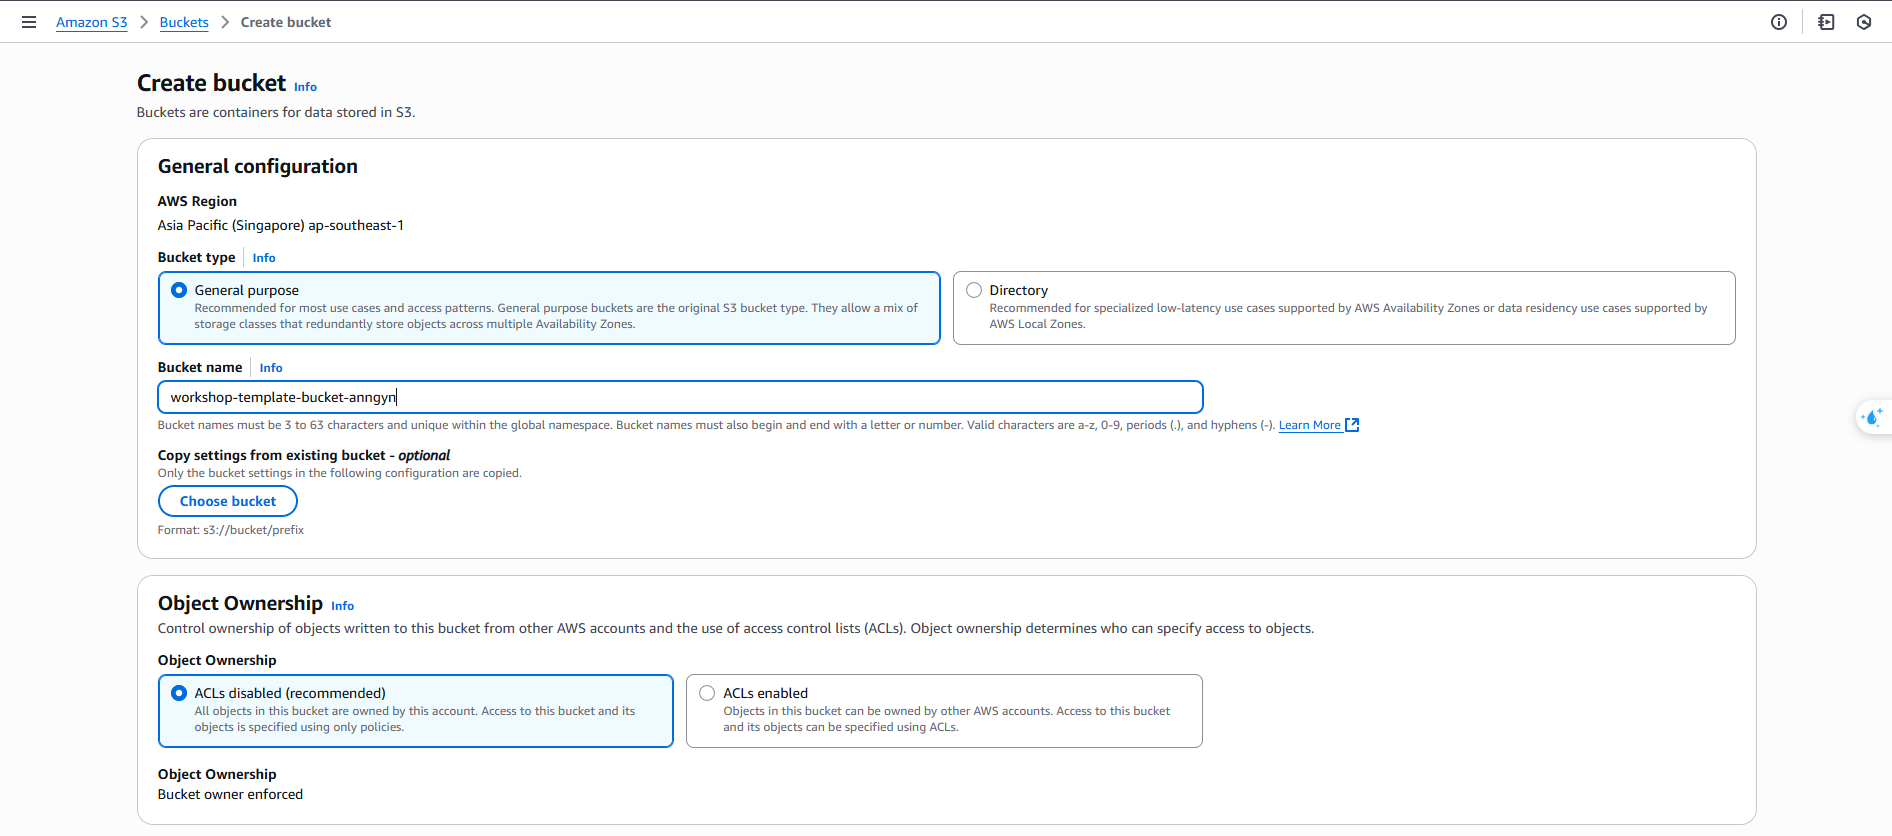 Amazon S3 > Buckets > Create bucket
Create bucket Info
Buckets are containers for data stored in S3.
General configuration
AWS Region
Asia Pacific (Singapore) ap-southeast-1
Bucket type Info
General purpose
Recommended for most use cases and access patterns. General purpose buckets are the original S3 bucket type. They allow a mix of
storage classes that redundantly store objects across multiple Availability Zones.
Directory
Recommended for specialized low-latency use cases supported by AWS Availability Zones or data residency use cases supported by
AWS Local Zones.
Bucket name Info
workshop-template-bucket-anngyn
Bucket names must be 3 to 63 characters and unique within the global namespace. Bucket names must also begin and end with a letter or number. Valid characters are a-z, 0-9, periods (.), and hyphens (-). Learn More
Copy settings from existing bucket - optional
Only the bucket settings in the following configuration are copied.
Choose bucket
Format: s3://bucket/prefix
Object Ownership Info
Control ownership of objects written to this bucket from other AWS accounts and the use of access control lists (ACLs). Object ownership determines who can specify access to objects.
Object Ownership
ACLs disabled (recommended)
All objects in this bucket are owned by this account. Access to this bucket and its
objects is specified using only policies.
ACLs enabled
Objects in this bucket can be owned by other AWS accounts. Access to this bucket
and its objects can be specified using ACLs.
Object Ownership
Bucket owner enforced